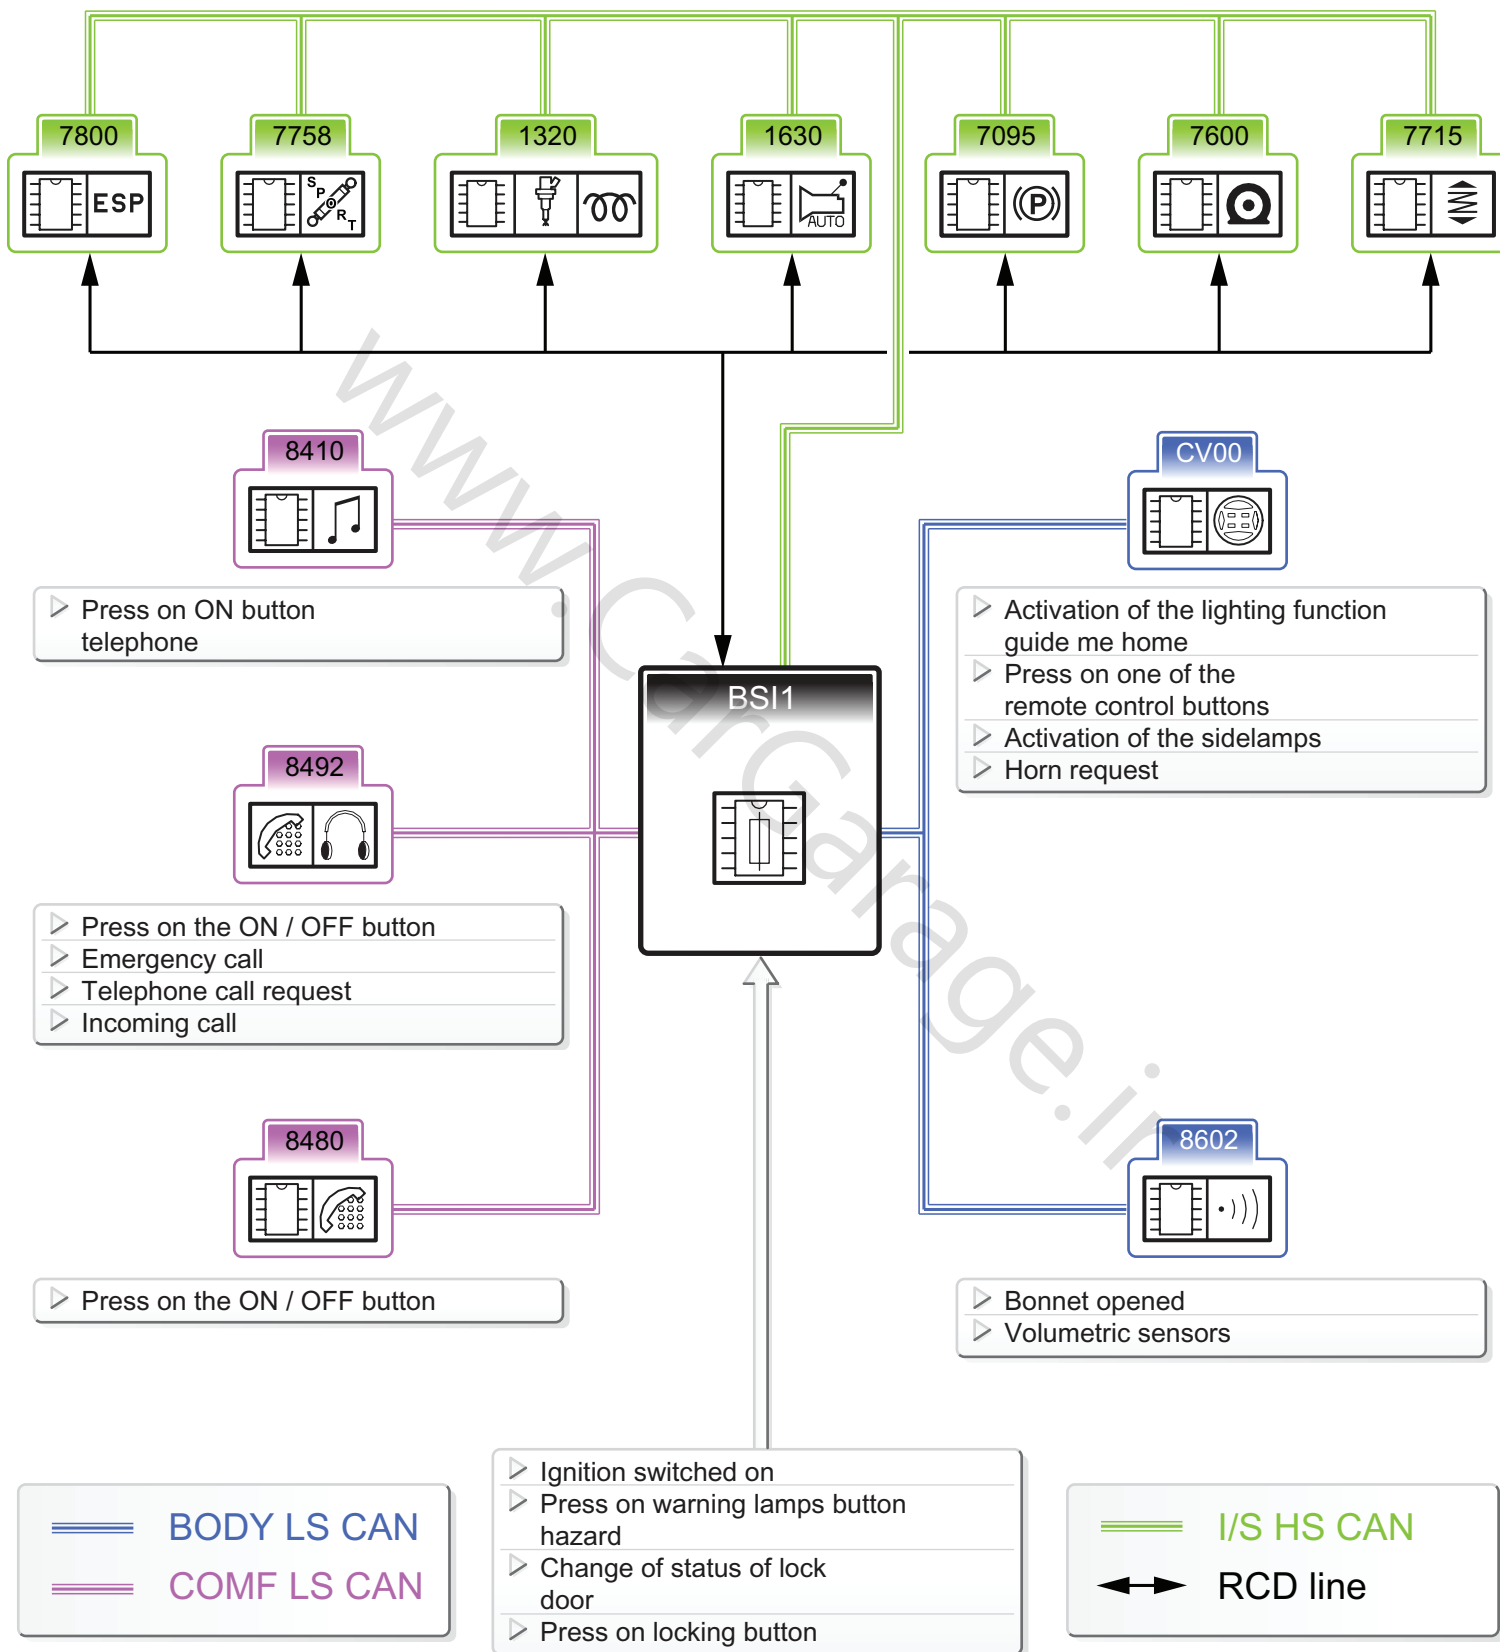 7800
7758
1320
1630
7095
7600
7715
ESP
SPORT
AUTO
P
8410
CV00
Press on ON button
telephone
Activation of the lighting function
guide me home
Press on one of the
remote control buttons
Activation of the sidelamps
Horn request
BSI1
8492
Press on the ON / OFF button
Emergency call
Telephone call request
Incoming call
8480
8602
Press on the ON / OFF button
Bonnet opened
Volumetric sensors
Ignition switched on
Press on warning lamps button
hazard
Change of status of lock
door
Press on locking button
BODY LS CAN
COMF LS CAN
I/S HS CAN
RCD line
www.CarGarage.ir